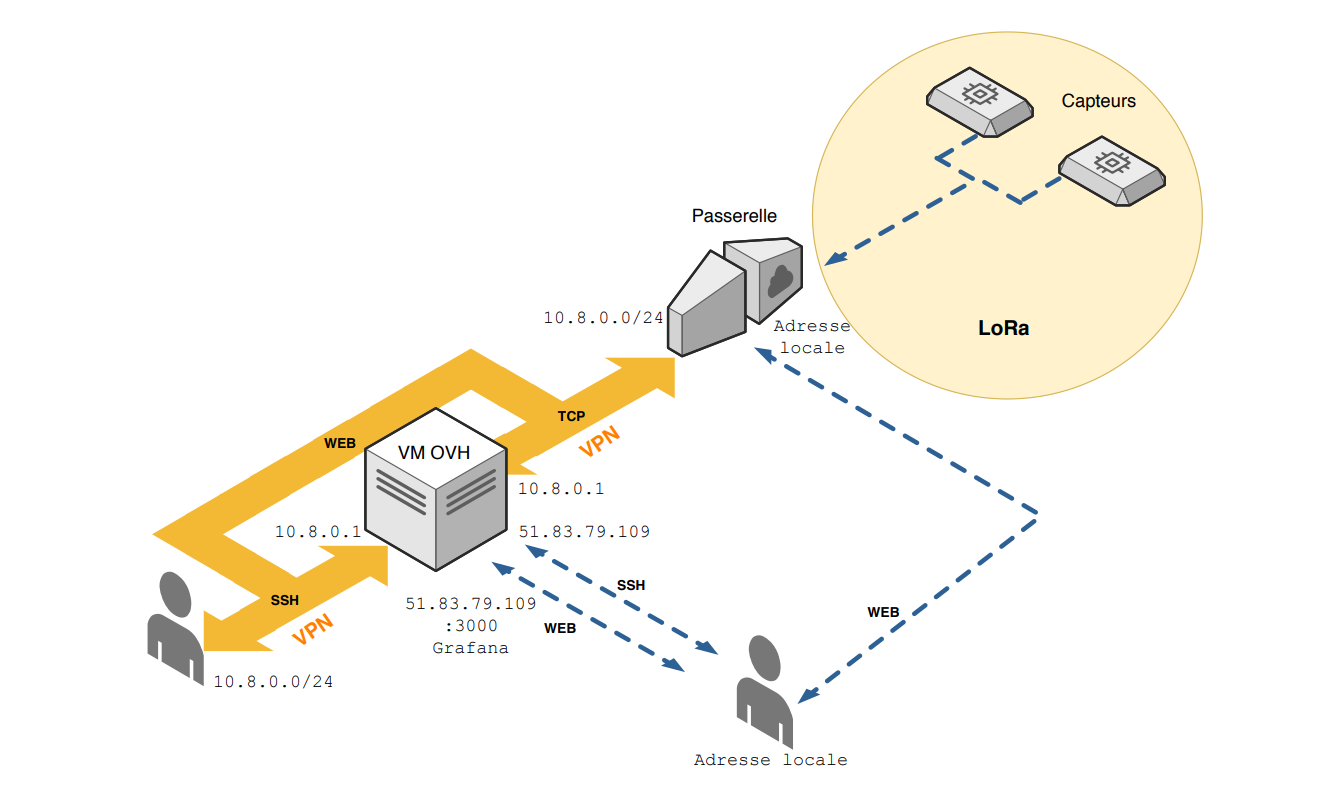 Capteurs
Passerelle
10.8.0.0/24
Adresse
locale
LoRa
TCP
VPN
WEB
VM OVH
10.8.0.1
10.8.0.1
51.83.79.109
SSH
VPN
SSH
51.83.79.109
:3000
Grafana
WEB
WEB
10.8.0.0/24
Adresse locale